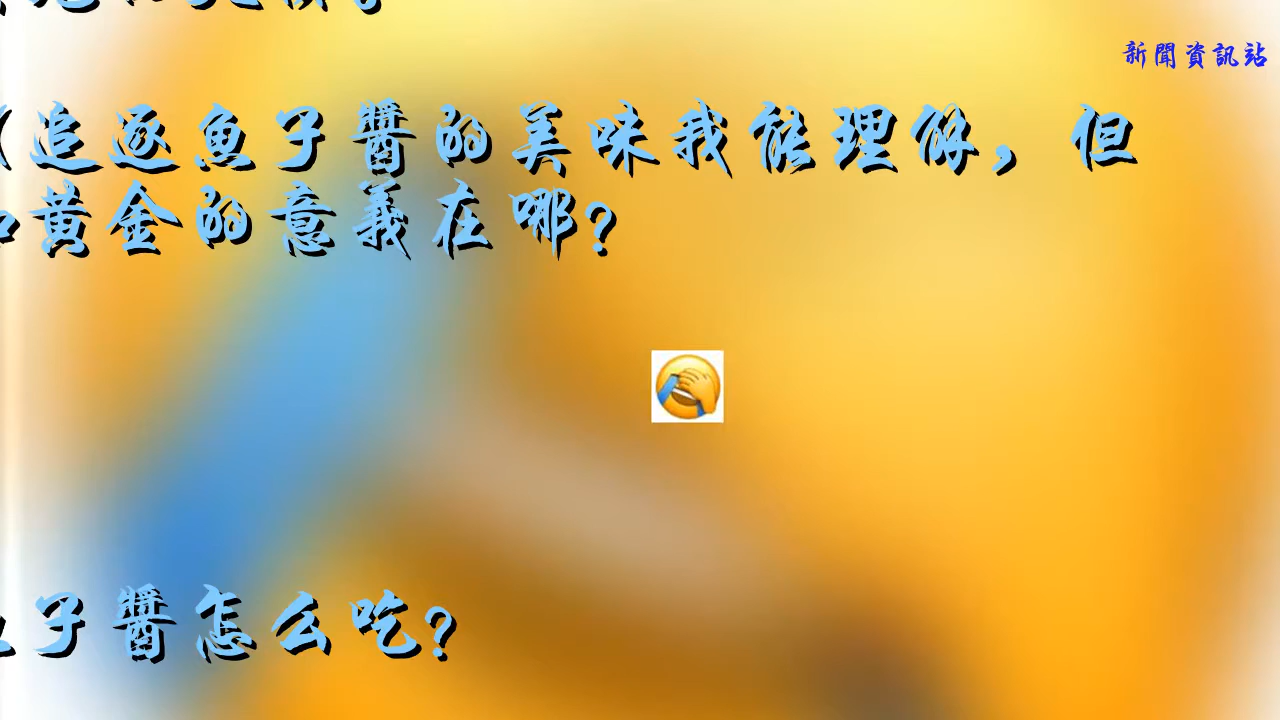 新聞資訊站
(追逐魚子醬的美味我能理解，但
黃金的意義在哪?
子醬怎么吃?